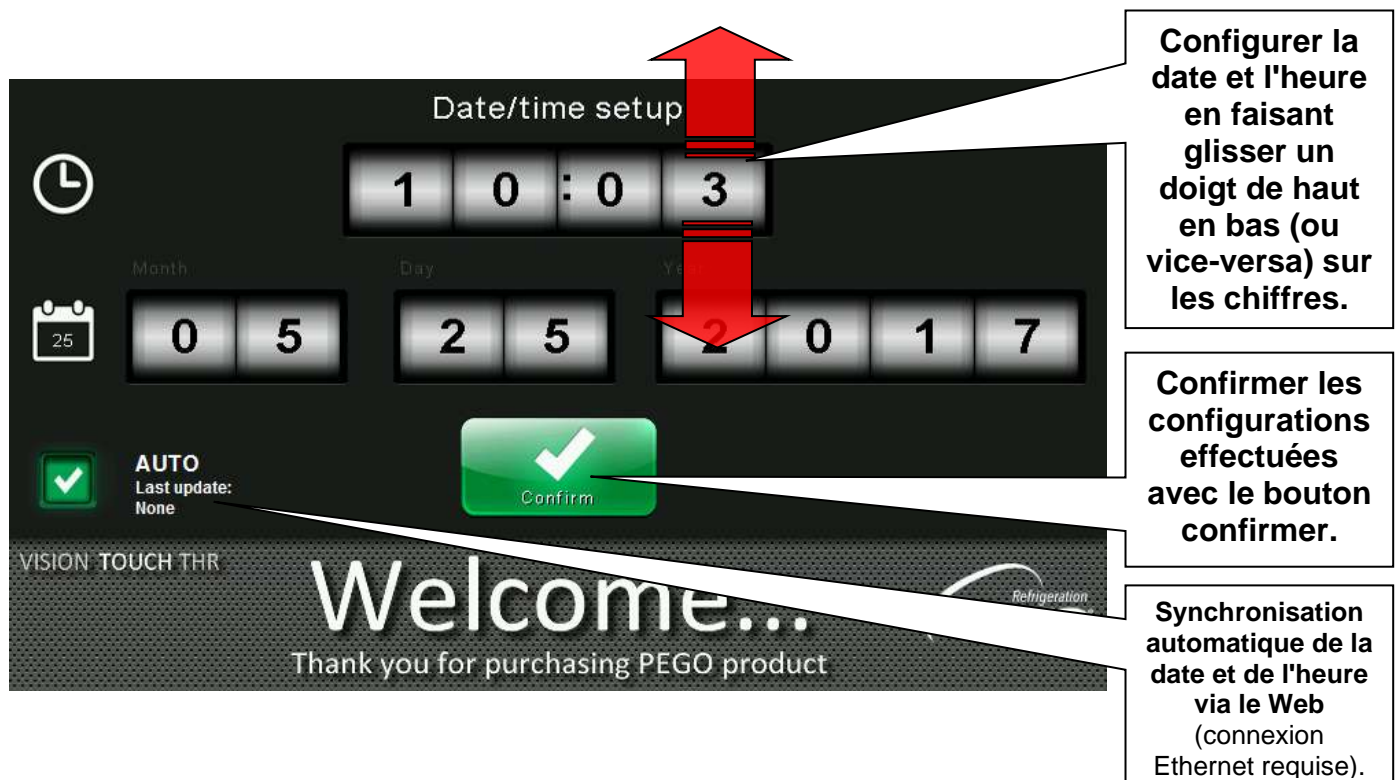 Date/time setup
1 0 : 0 3
Month Day
25
0 5 2 5 2 0 1 7
AUTO
Last update:
None
Confirm
VISION TOUCH THR
Welcome...
Thank you for purchasing PEGO product
Refrigeration
Configurer la
date et l'heure
en faisant
glisser un
doigt de haut
en bas (ou
vice-versa) sur
les chiffres.
Confirmer les
configurations
effectuées
avec le bouton
confirmer.
Synchronisation
automatique de la
date et de l'heure
via le Web
(connexion
Ethernet requise).